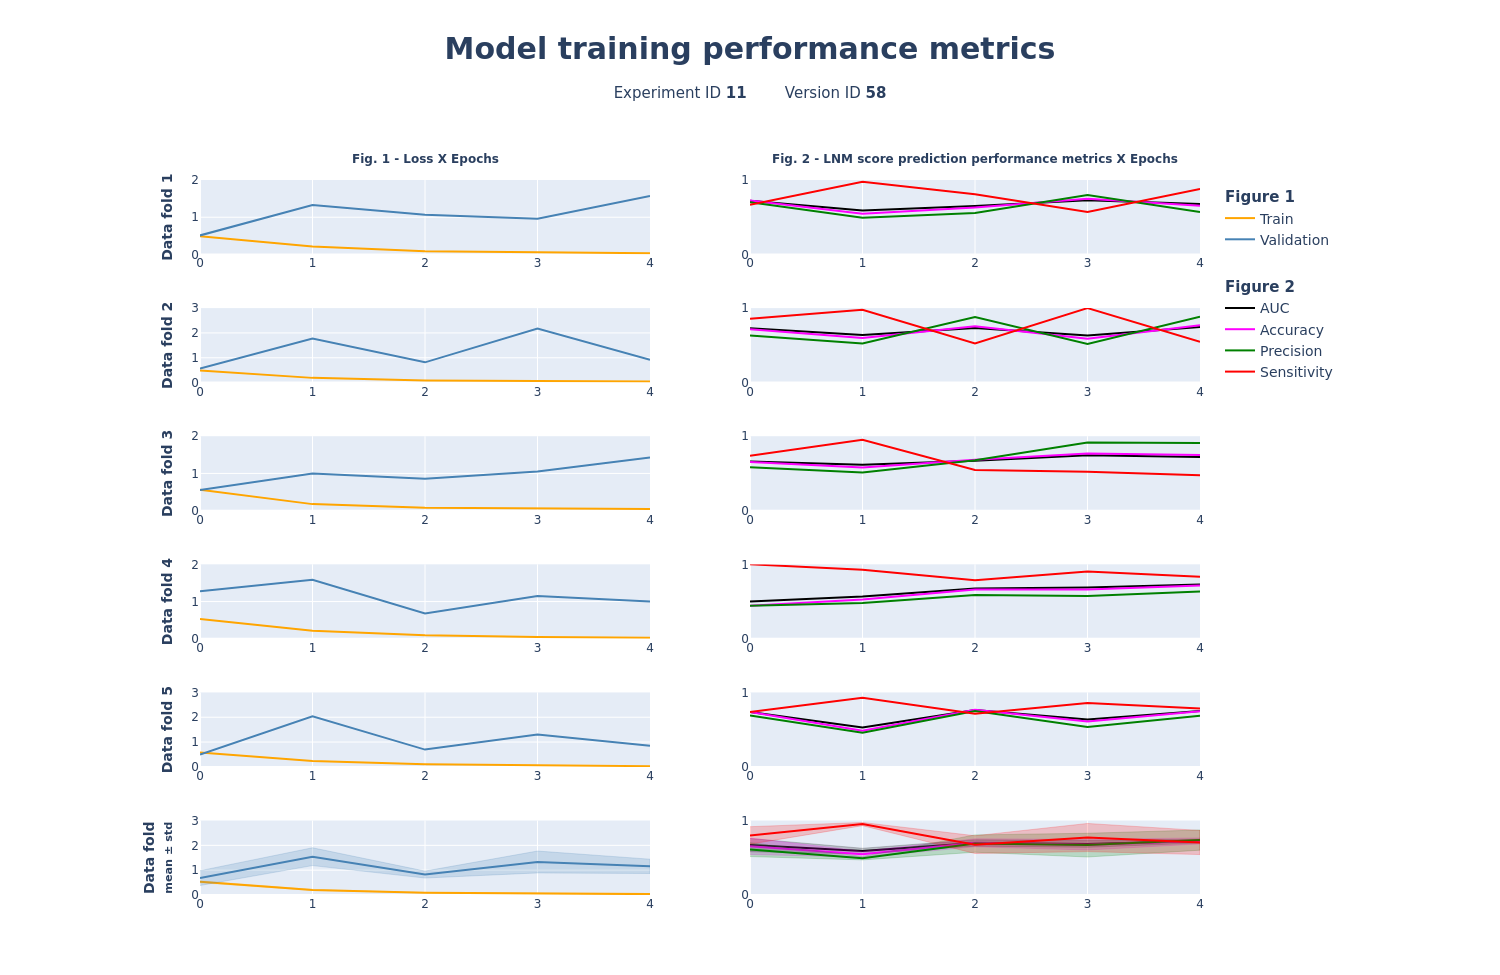 Model training performance metrics
Experiment ID 11 Version ID 58
Fig. 1 - Loss X Epochs
Fig. 2 - LNM score prediction performance metrics X Epochs
Data fold 1
2
1
0
0 1 2 3 4
1
0
0 1 2 3 4
Figure 1
Train
Validation
Figure 2
AUC
Accuracy
Precision
Sensitivity
Data fold 2
3
2
1
0
0 1 2 3 4
1
0
0 1 2 3 4
Data fold 3
2
1
0
0 1 2 3 4
1
0
0 1 2 3 4
Data fold 4
2
1
0
0 1 2 3 4
1
0
0 1 2 3 4
Data fold 5
3
2
1
0
0 1 2 3 4
1
0
0 1 2 3 4
Data fold
mean ± std
3
2
1
0
0 1 2 3 4
1
0
0 1 2 3 4